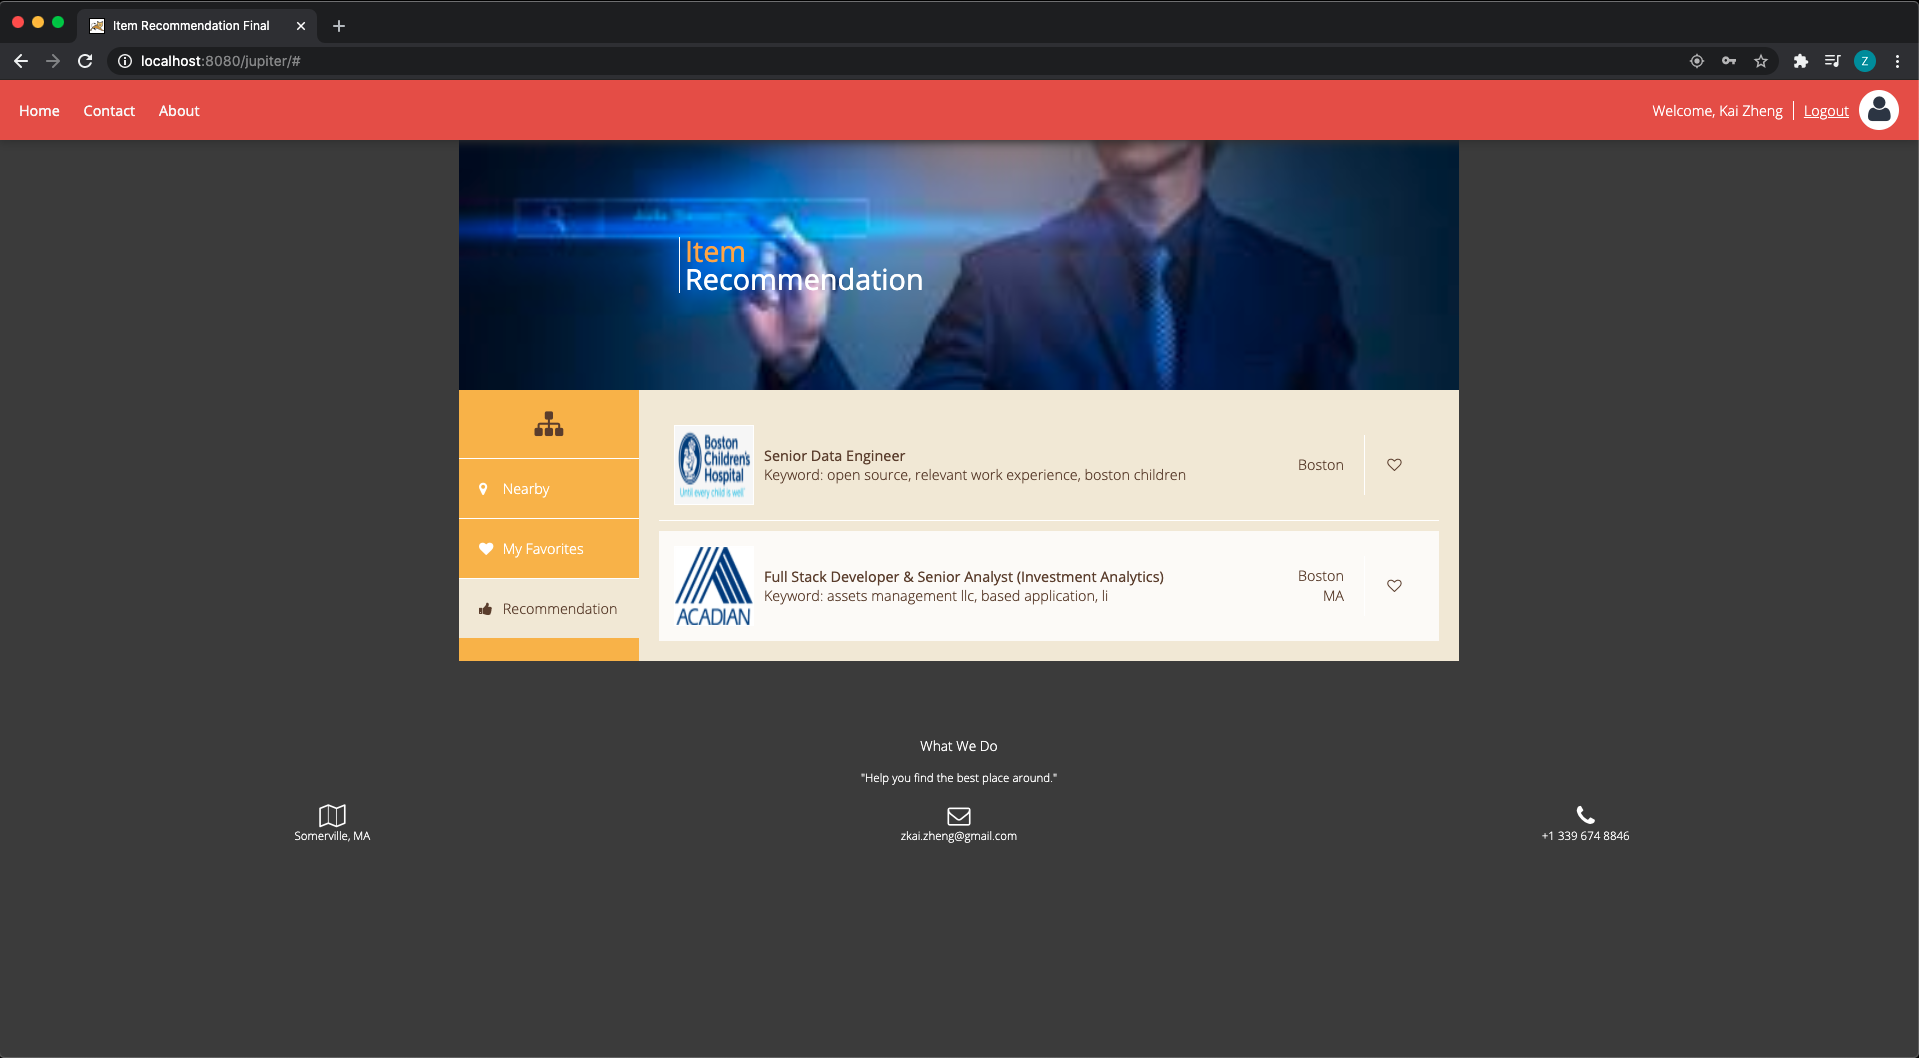 Item Recommendation Final
localhost:8080/jupiter/#
Z
Home Contact About
Welcome, Kai Zheng Logout
Item
Recommendation
Nearby
My Favorites
Recommendation
Boston
Children's
Hospital
Until every child is well
Senior Data Engineer
Keyword: open source, relevant work experience, boston children
Boston
ACADIAN
Full Stack Developer & Senior Analyst (Investment Analytics)
Keyword: assets management llc, based application, li
Boston
MA
What We Do
"Help you find the best place around."
Somerville, MA
zkai.zheng@gmail.com
+1 339 674 8846